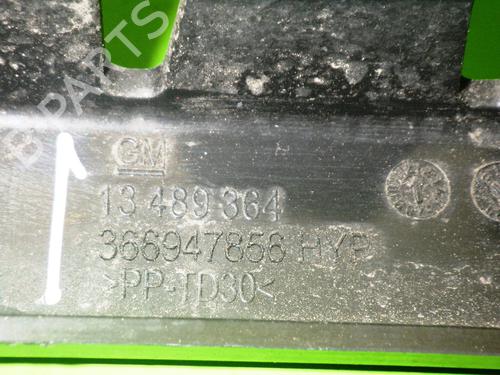 B PARTS
GM
13 489 364
366947856 HYP
>PP-TD30<